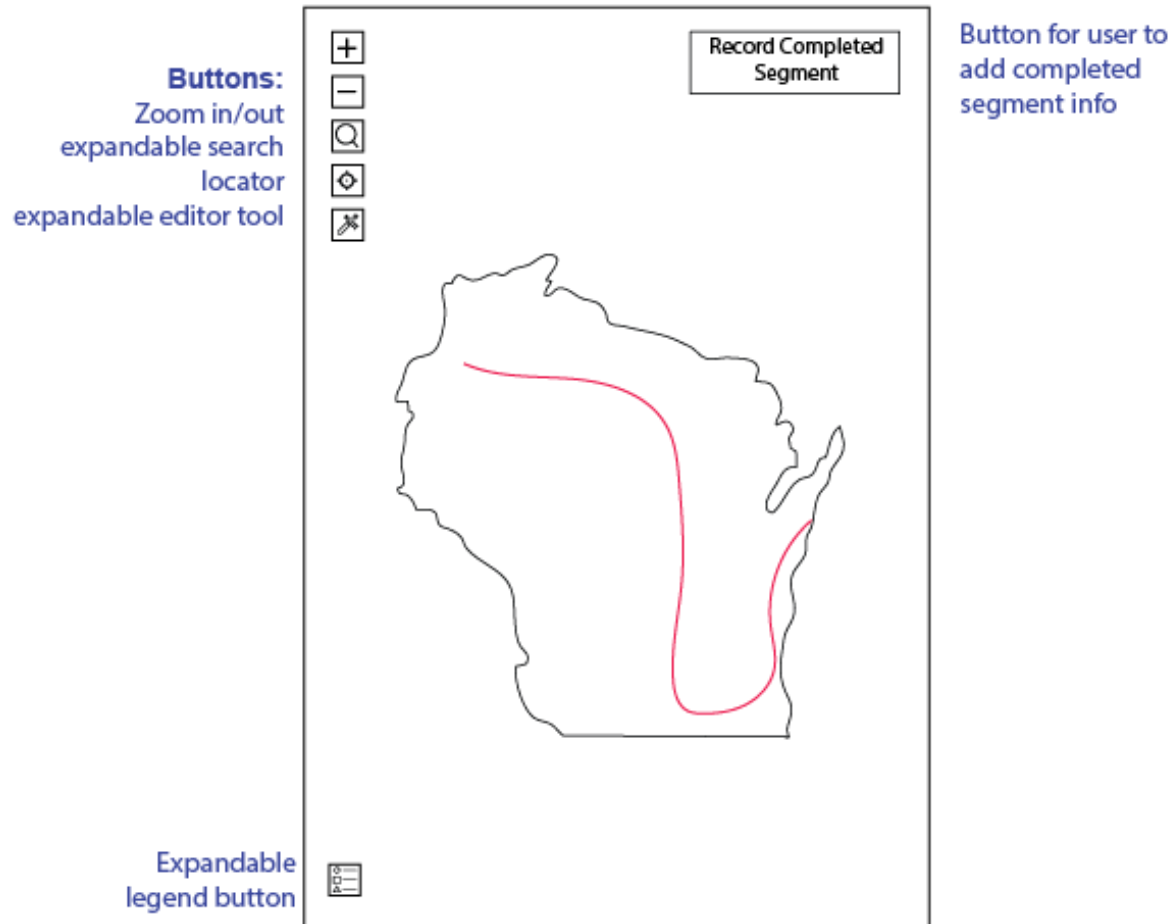 Buttons:
Zoom in/out
expandable search
locator
expandable editor tool
Record Completed
Segment
Button for user to
add completed
segment info
Expandable
legend button